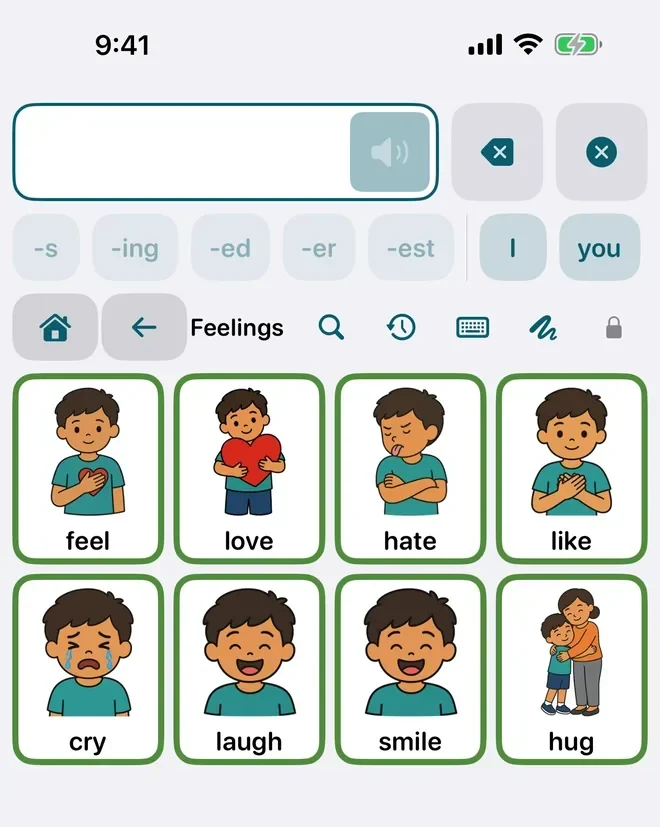 9:41
-s -ing -ed -er -est I you
Feelings
feel love hate like
cry laugh smile hug